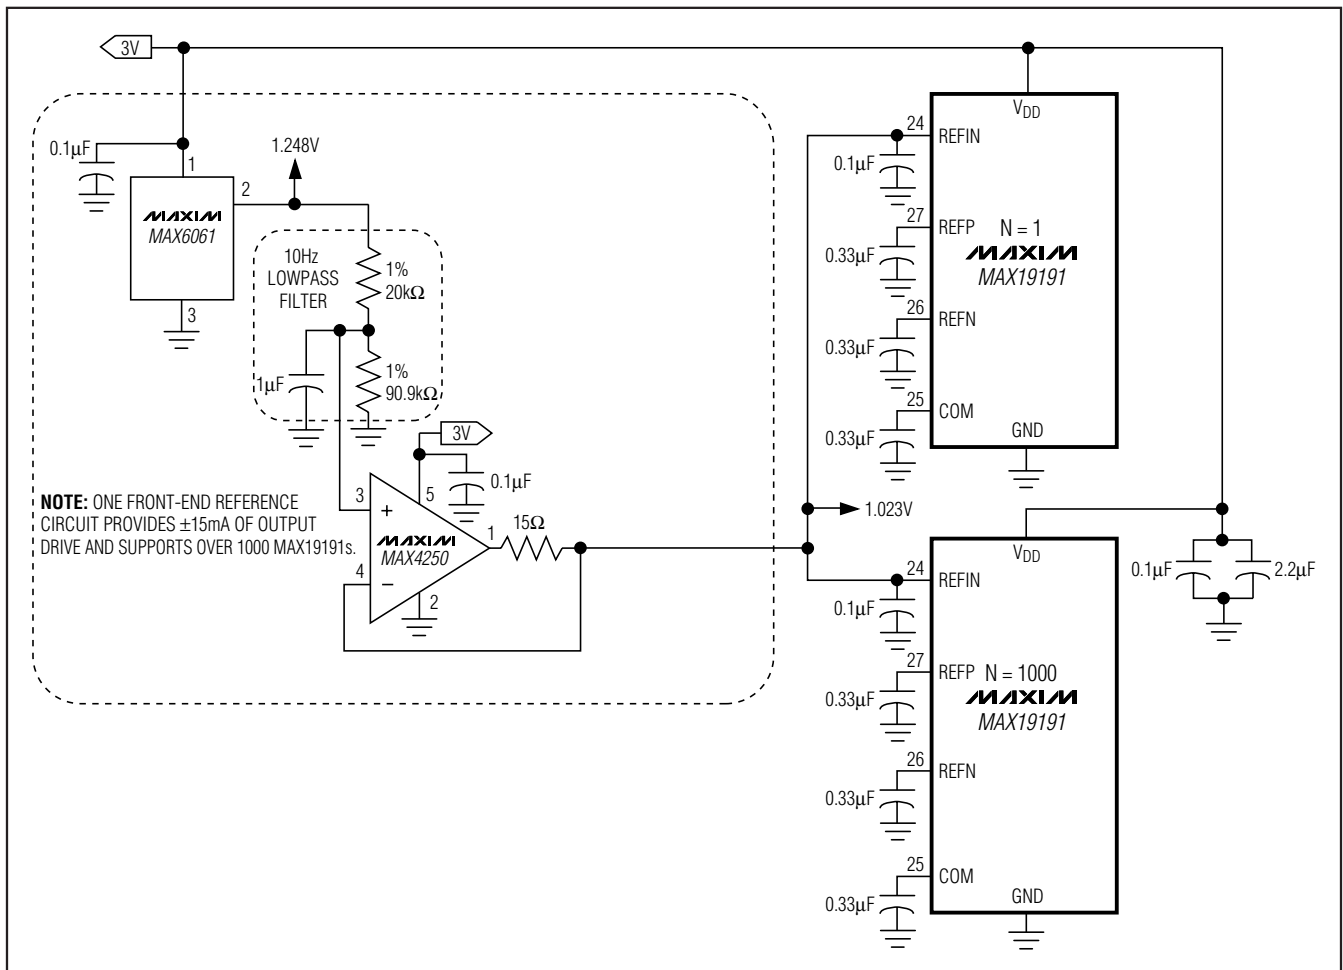 3V
0.1µF
1
MAXIM
MAX6061
2
3
1.248V
10Hz
LOWPASS
FILTER
1%
20kΩ
1µF
1%
90.9kΩ
3V
0.1µF
NOTE: ONE FRONT-END REFERENCE
CIRCUIT PROVIDES ±15mA OF OUTPUT
DRIVE AND SUPPORTS OVER 1000 MAX19191s.
3
+
5
MAXIM
MAX4250
1
15Ω
4
−
2
VDD
24
REFIN
0.1µF
27
REFP
N = 1
MAXIM
MAX19191
0.33µF
26
REFN
0.33µF
25
COM
0.33µF
GND
1.023V
VDD
24
REFIN
0.1µF
27
REFP
N = 1000
MAXIM
MAX19191
0.33µF
26
REFN
0.33µF
25
COM
0.33µF
GND
0.1µF
2.2µF